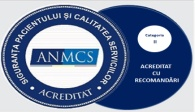 SIGURANȚA PACIENTULUI ȘI CALITATEA SERVICIILOR
ANMCS
ACREDITAT
Categoria
II
ACREDITAT
CU
RECOMANDĂRI